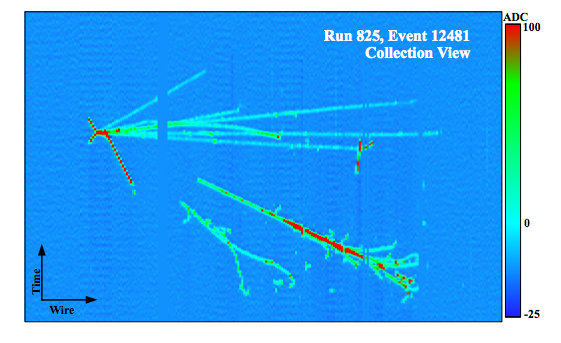 Run 825, Event 12481
Collection View
ADC
100
0
-25
Time
Wire